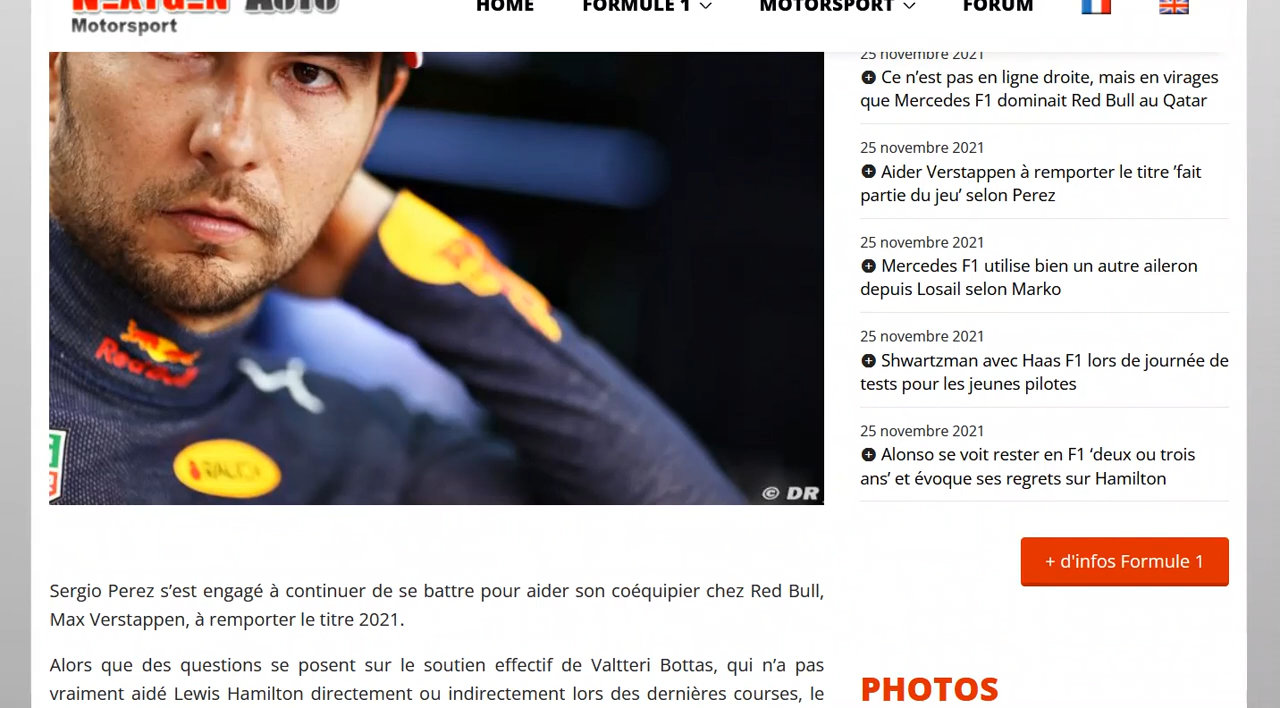 NEXTGEN AUTO
Motorsport
HOME
FORMULE 1
MOTORSPORT
FORUM
Red Bull
RAUCH
© DR
Sergio Perez s’est engagé à continuer de se battre pour aider son coéquipier chez Red Bull,
Max Verstappen, à remporter le titre 2021.
Alors que des questions se posent sur le soutien effectif de Valtteri Bottas, qui n’a pas
vraiment aidé Lewis Hamilton directement ou indirectement lors des dernières courses, le
25 novembre 2021
Ce n’est pas en ligne droite, mais en virages
que Mercedes F1 dominait Red Bull au Qatar
25 novembre 2021
Aider Verstappen à remporter le titre ’fait
partie du jeu’ selon Perez
25 novembre 2021
Mercedes F1 utilise bien un autre aileron
depuis Losail selon Marko
25 novembre 2021
Shwartzman avec Haas F1 lors de journée de
tests pour les jeunes pilotes
25 novembre 2021
Alonso se voit rester en F1 ‘deux ou trois
ans’ et évoque ses regrets sur Hamilton
+ d'infos Formule 1
PHOTOS